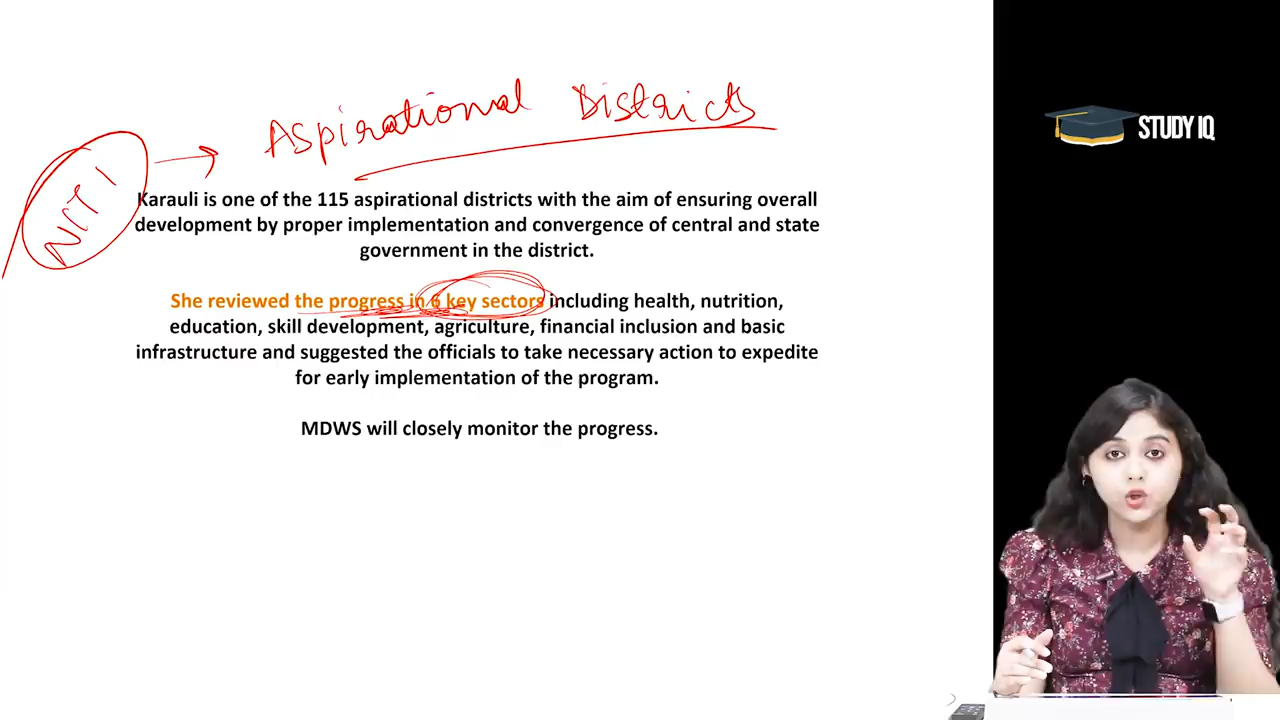 Aspirational Districts
NITI
Karauli is one of the 115 aspirational districts with the aim of ensuring overall
development by proper implementation and convergence of central and state
government in the district.
She reviewed the progress in 6 key sectors including health, nutrition,
education, skill development, agriculture, financial inclusion and basic
infrastructure and suggested the officials to take necessary action to expedite
for early implementation of the program.
MDWS will closely monitor the progress.
STUDY IQ